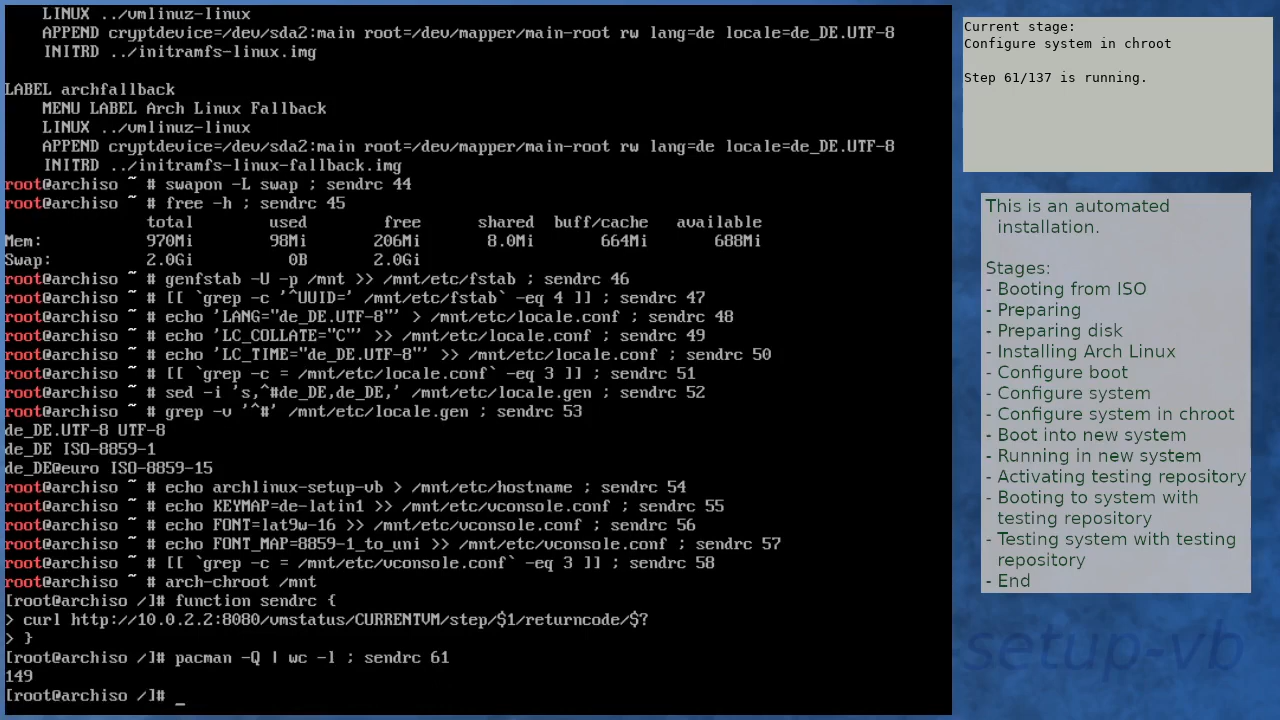 LINUX ../vmlinuz-linux
    APPEND cryptdevice=/dev/sda2:main root=/dev/mapper/main-root rw lang=de locale=de_DE.UTF-8
    INITRD ../initramfs-linux.img
LABEL archfallback
    MENU LABEL Arch Linux Fallback
    LINUX ../vmlinuz-linux
    APPEND cryptdevice=/dev/sda2:main root=/dev/mapper/main-root rw lang=de locale=de_DE.UTF-8
    INITRD ../initramfs-linux-fallback.img
root@archiso ~ # swapon -L swap ; sendrc 44
root@archiso ~ # free -h ; sendrc 45
               total        used        free      shared  buff/cache   available
Mem:           970Mi        98Mi       206Mi       8.0Mi       664Mi       688Mi
Swap:          2.0Gi          0B       2.0Gi
root@archiso ~ # genfstab -U -p /mnt >> /mnt/etc/fstab ; sendrc 46
root@archiso ~ # [[ `grep -c '^UUID=' /mnt/etc/fstab` -eq 4 ]] ; sendrc 47
root@archiso ~ # echo 'LANG="de_DE.UTF-8"' > /mnt/etc/locale.conf ; sendrc 48
root@archiso ~ # echo 'LC_COLLATE="C"' >> /mnt/etc/locale.conf ; sendrc 49
root@archiso ~ # echo 'LC_TIME="de_DE.UTF-8"' >> /mnt/etc/locale.conf ; sendrc 50
root@archiso ~ # [[ `grep -c = /mnt/etc/locale.conf` -eq 3 ]] ; sendrc 51
root@archiso ~ # sed -i 's,^#de_DE,de_DE,' /mnt/etc/locale.gen ; sendrc 52
root@archiso ~ # grep -v '^#' /mnt/etc/locale.gen ; sendrc 53
de_DE.UTF-8 UTF-8
de_DE ISO-8859-1
de_DE@euro ISO-8859-15
root@archiso ~ # echo archlinux-setup-vb > /mnt/etc/hostname ; sendrc 54
root@archiso ~ # echo KEYMAP=de-latin1 >> /mnt/etc/vconsole.conf ; sendrc 55
root@archiso ~ # echo FONT=lat9w-16 >> /mnt/etc/vconsole.conf ; sendrc 56
root@archiso ~ # echo FONT_MAP=8859-1_to_uni >> /mnt/etc/vconsole.conf ; sendrc 57
root@archiso ~ # [[ `grep -c = /mnt/etc/vconsole.conf` -eq 3 ]] ; sendrc 58
root@archiso ~ # arch-chroot /mnt
[root@archiso /]# function sendrc {
> curl http://10.0.2.2:8080/vmstatus/CURRENTVM/step/$1/returncode/$?
> }
[root@archiso /]# pacman -Q | wc -l ; sendrc 61
149
[root@archiso /]# _
Current stage:
Configure system in chroot
Step 61/137 is running.
This is an automated
installation.
Stages:
- Booting from ISO
- Preparing
- Preparing disk
- Installing Arch Linux
- Configure boot
- Configure system
- Configure system in chroot
- Boot into new system
- Running in new system
- Activating testing repository
- Booting to system with
testing repository
- Testing system with testing
repository
- End
setup-vb